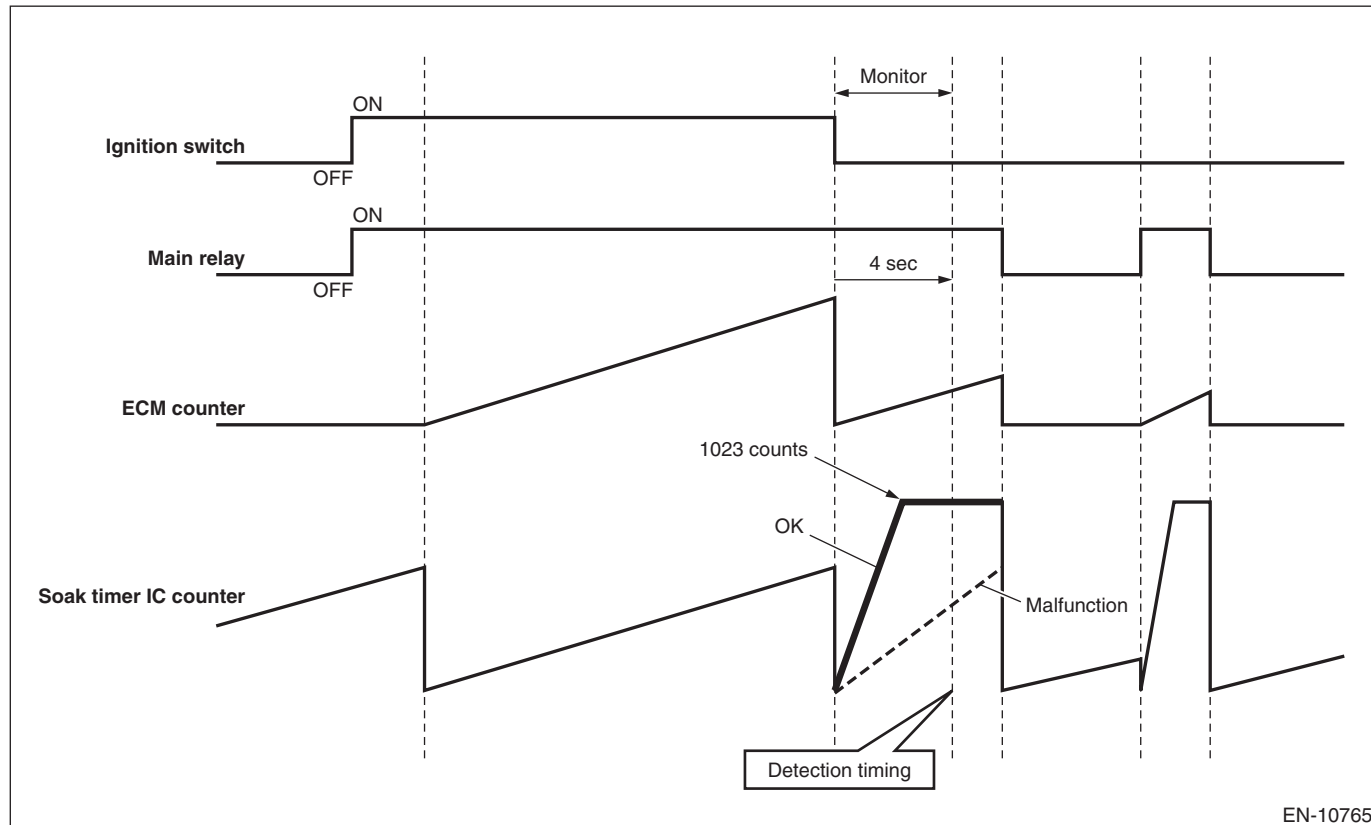 Monitor
ON
Ignition switch
OFF
ON
Main relay
4 sec
OFF
ECM counter
1023 counts
OK
Soak timer IC counter
Malfunction
Detection timing
EN-10765